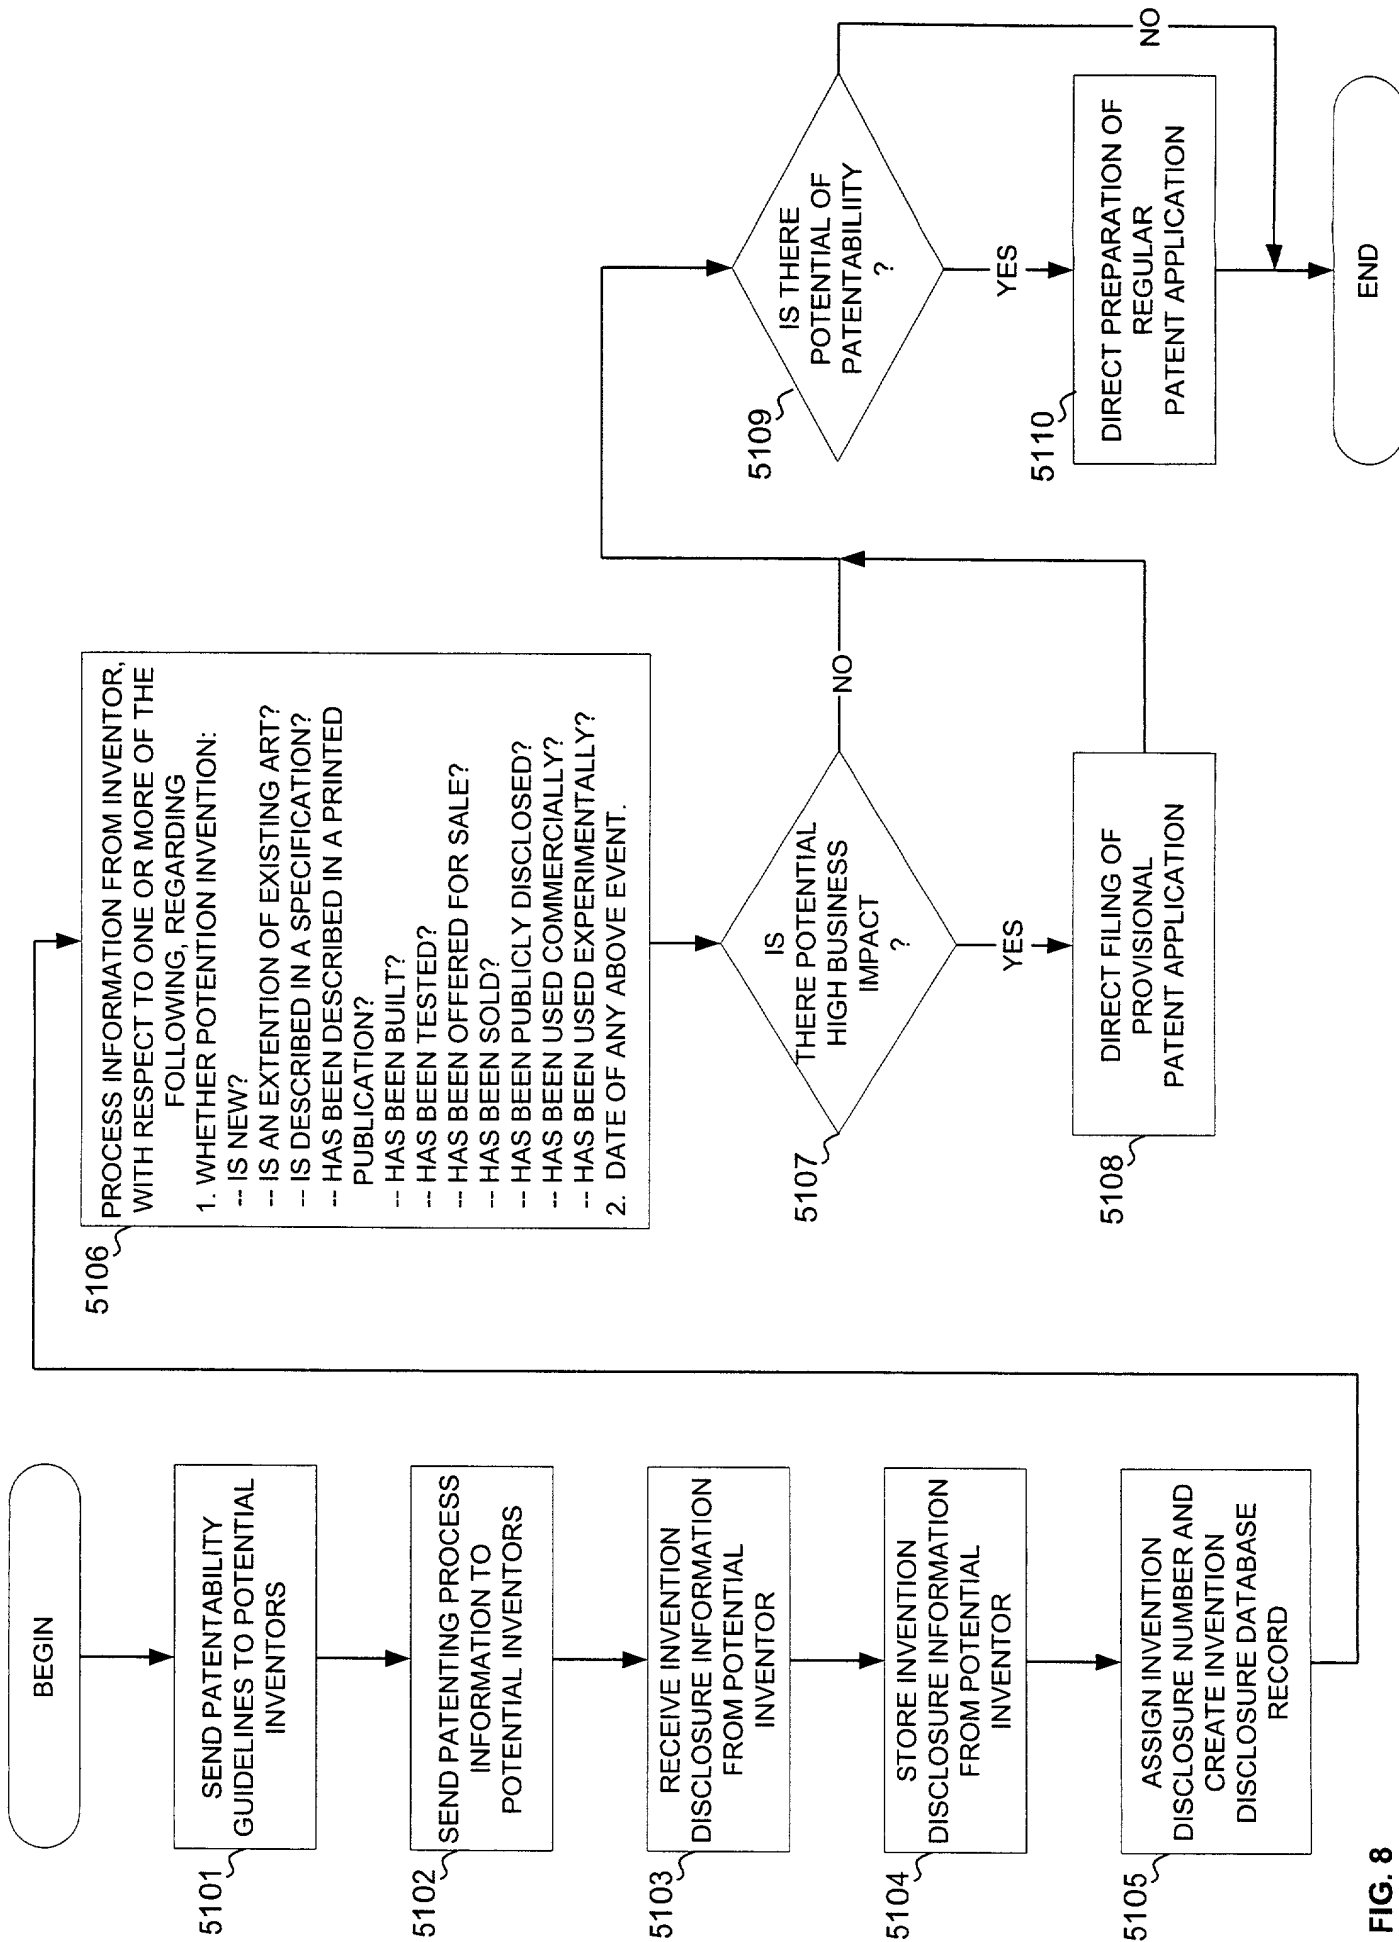 BEGIN
5101
SEND PATENTABILITY
GUIDELINES TO POTENTIAL
INVENTORS
5102
SEND PATENTING PROCESS
INFORMATION TO
POTENTIAL INVENTORS
5103
RECEIVE INVENTION
DISCLOSURE INFORMATION
FROM POTENTIAL
INVENTOR
5104
STORE INVENTION
DISCLOSURE INFORMATION
FROM POTENTIAL
INVENTOR
5105
ASSIGN INVENTION
DISCLOSURE NUMBER AND
CREATE INVENTION
DISCLOSURE DATABASE
RECORD
5106
PROCESS INFORMATION FROM INVENTOR,
WITH RESPECT TO ONE OR MORE OF THE
FOLLOWING, REGARDING
1. WHETHER POTENTION INVENTION:
-- IS NEW?
-- IS AN EXTENTION OF EXISTING ART?
-- IS DESCRIBED IN A SPECIFICATION?
-- HAS BEEN DESCRIBED IN A PRINTED
PUBLICATION?
-- HAS BEEN BUILT?
-- HAS BEEN TESTED?
-- HAS BEEN OFFERED FOR SALE?
-- HAS BEEN SOLD?
-- HAS BEEN PUBLICLY DISCLOSED?
-- HAS BEEN USED COMMERCIALLY?
-- HAS BEEN USED EXPERIMENTALLY?
2. DATE OF ANY ABOVE EVENT.
5107
IS
THERE POTENTIAL
HIGH BUSINESS
IMPACT
?
NO
YES
5108
DIRECT FILING OF
PROVISIONAL
PATENT APPLICATION
5109
IS THERE
POTENTIAL OF
PATENTABILIITY
?
NO
YES
5110
DIRECT PREPARATION OF
REGULAR
PATENT APPLICATION
END
FIG. 8